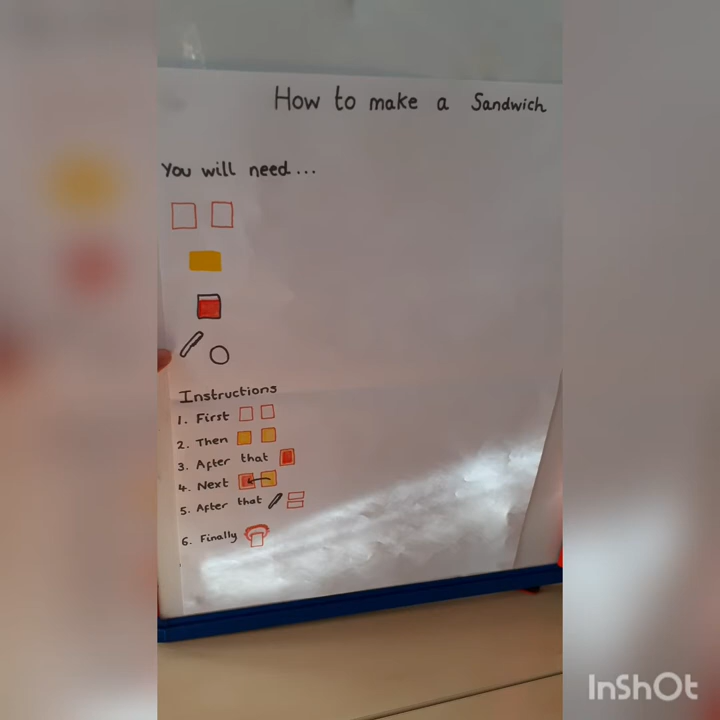 How to make a Sandwich
You will need...
Instructions
1. First
2. Then
3. After that
4. Next
5. After that
6. Finally
InShOt